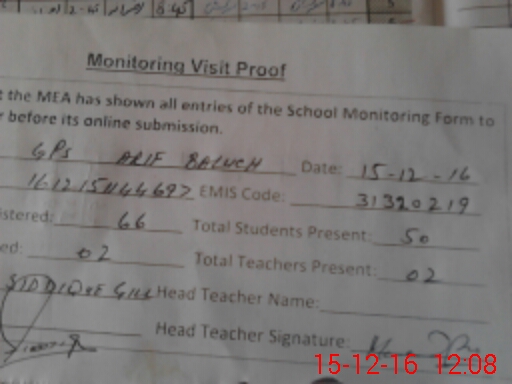 Monitoring Visit Proof
the MEA has shown all entries of the School Monitoring Form to
before its online submission.
GPS ARIF BALUCH Date: 15-12-16
EMIS Code: 31320219
istered: 66 Total Students Present: 50
ed: 02 Total Teachers Present: 02
SIDDIQUE GILL Head Teacher Name:
Head Teacher Signature:
15-12-16 12:08